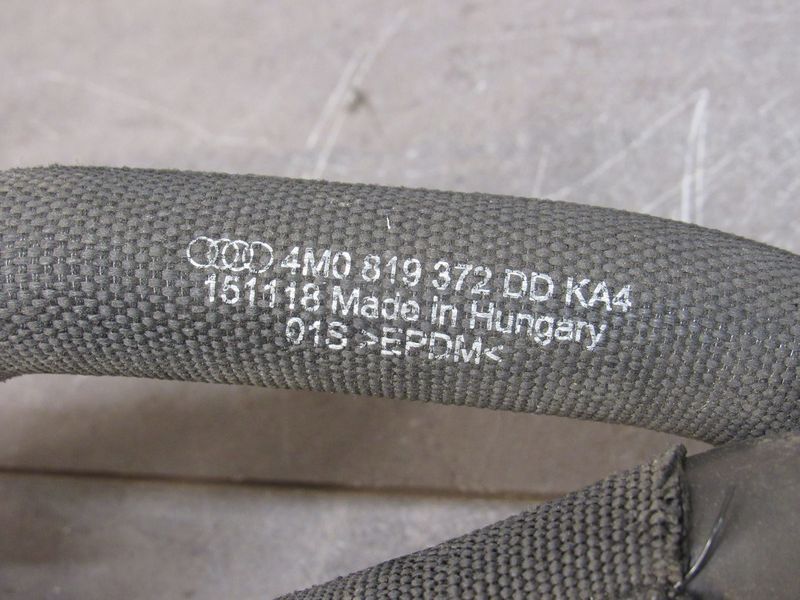 4M0 819 372 DD KA4
151118 Made in Hungary
01S >EPDM<